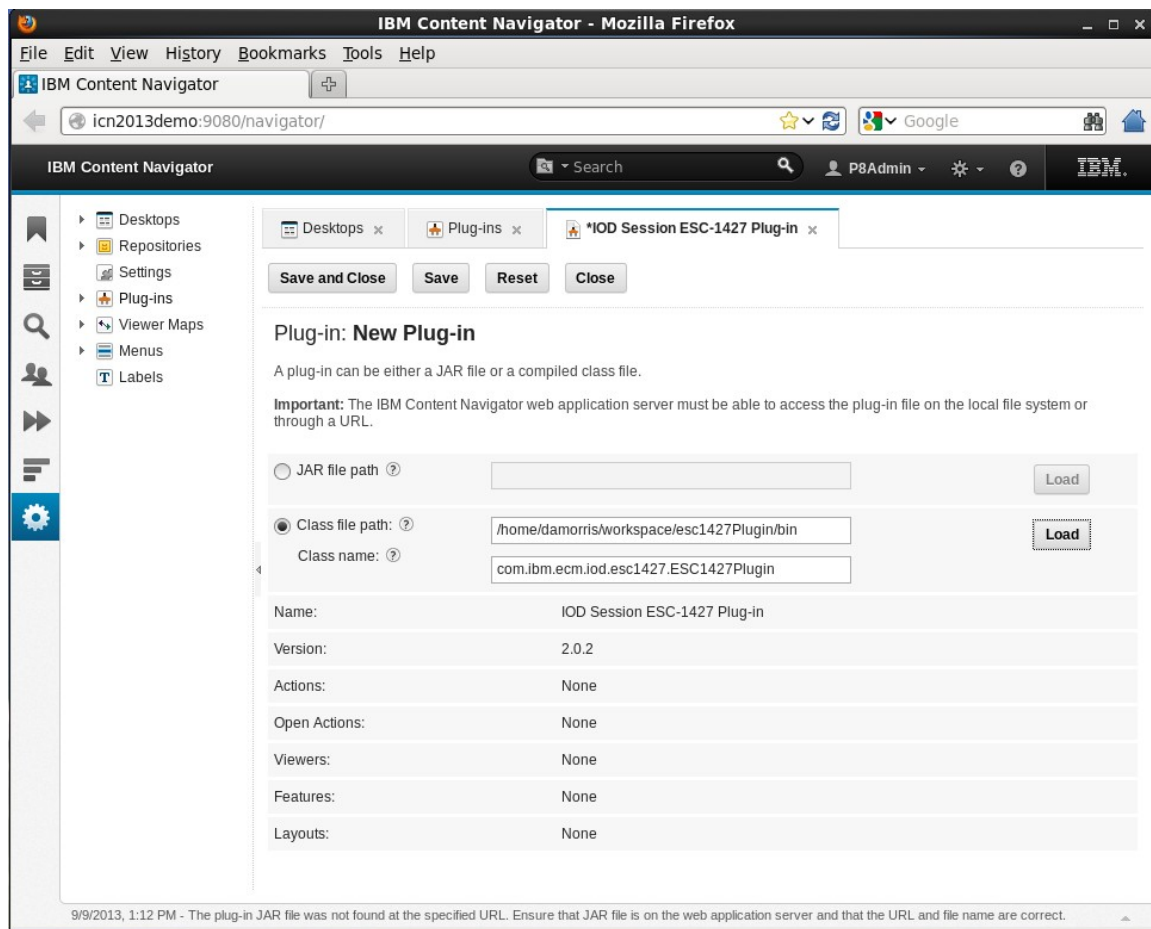 IBM Content Navigator - Mozilla Firefox
File Edit View History Bookmarks Tools Help
IBM Content Navigator
icn2013demo:9080/navigator/
Google
IBM Content Navigator
Search
P8Admin
IBM.
Desktops
Repositories
Settings
Plug-ins
Viewer Maps
Menus
T Labels
Desktops x
Plug-ins x
*IOD Session ESC-1427 Plug-in x
Save and Close
Save
Reset
Close
Plug-in: New Plug-in
A plug-in can be either a JAR file or a compiled class file.
Important: The IBM Content Navigator web application server must be able to access the plug-in file on the local file system or
through a URL.
JAR file path ?
Load
Class file path: ? /home/damorris/workspace/esc1427Plugin/bin
Load
Class name: ? com.ibm.ecm.iod.esc1427.ESC1427Plugin
Name: IOD Session ESC-1427 Plug-in
Version: 2.0.2
Actions: None
Open Actions: None
Viewers: None
Features: None
Layouts: None
9/9/2013, 1:12 PM - The plug-in JAR file was not found at the specified URL. Ensure that JAR file is on the web application server and that the URL and file name are correct.